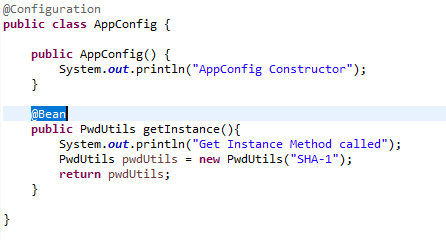 @Configuration
public class AppConfig {
public AppConfig() {
System.out.println("AppConfig Constructor");
}
@Bean
public PwdUtils getInstance(){
System.out.println("Get Instance Method called");
PwdUtils pwdUtils = new PwdUtils("SHA-1");
return pwdUtils;
}
}